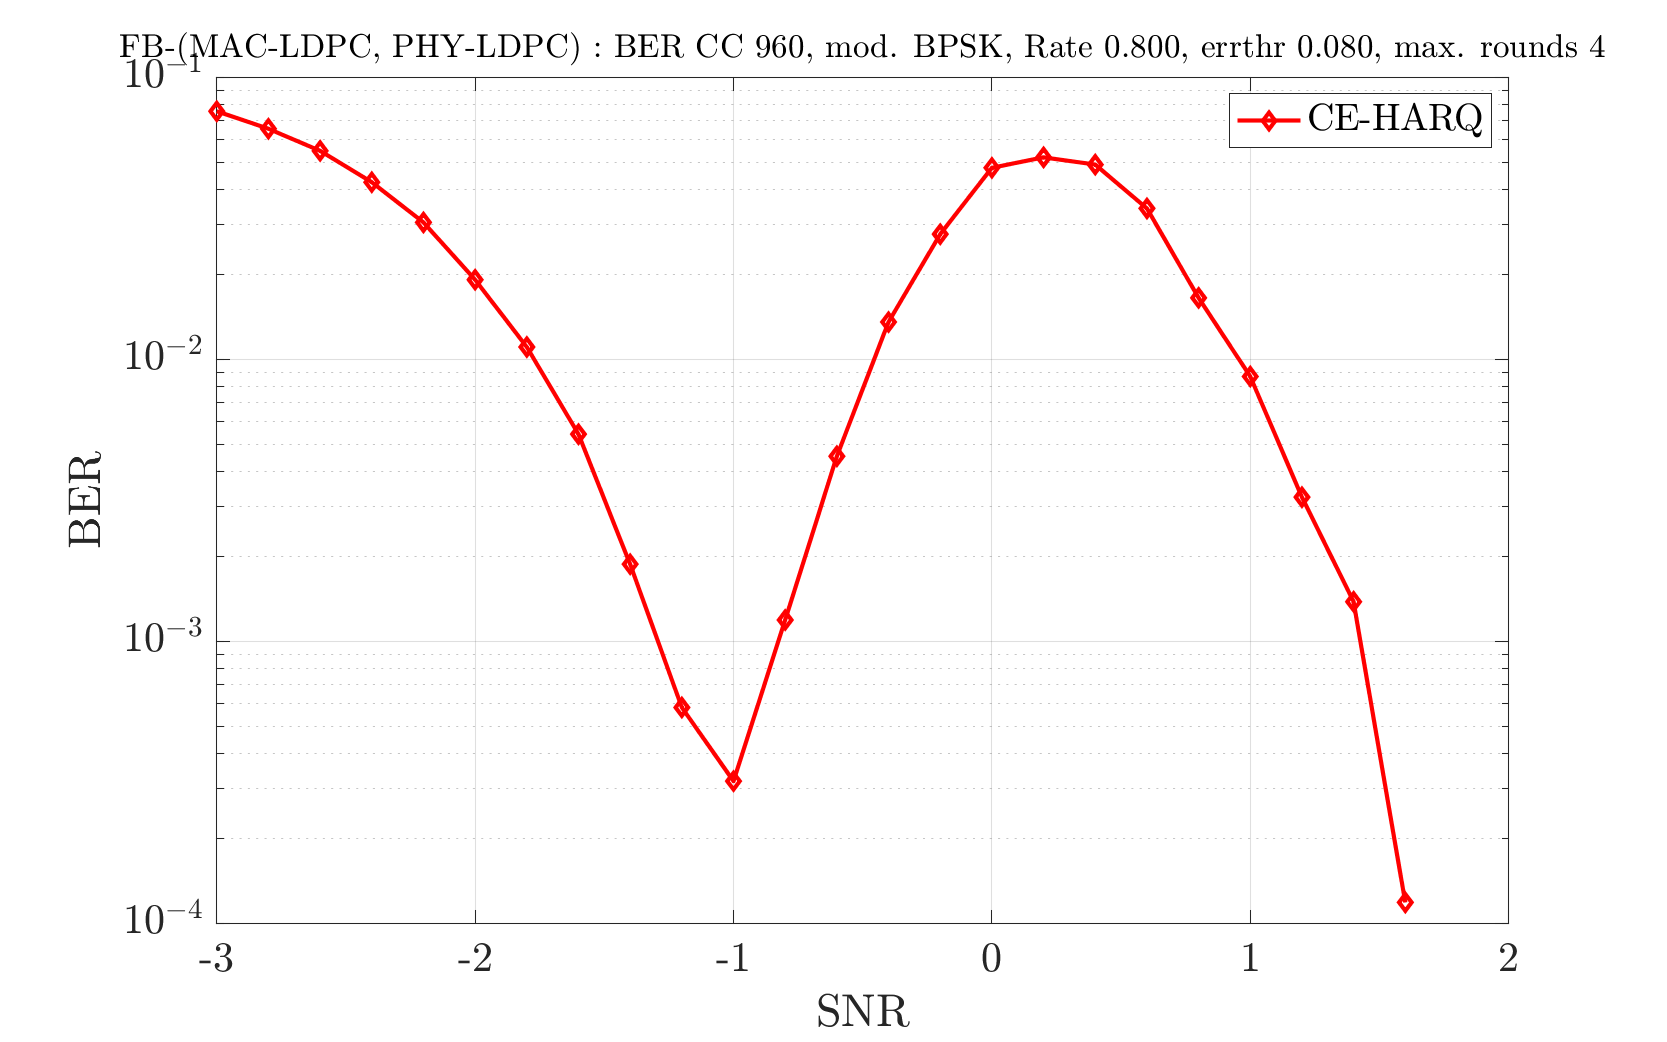 FB-(MAC-LDPC, PHY-LDPC) : BER CC 960, mod. BPSK, Rate 0.800, errthr 0.080, max. rounds 4
10^{-1}
CE-HARQ
10^{-2}
BER
10^{-3}
10^{-4}
-3 -2 -1 0 1 2
SNR